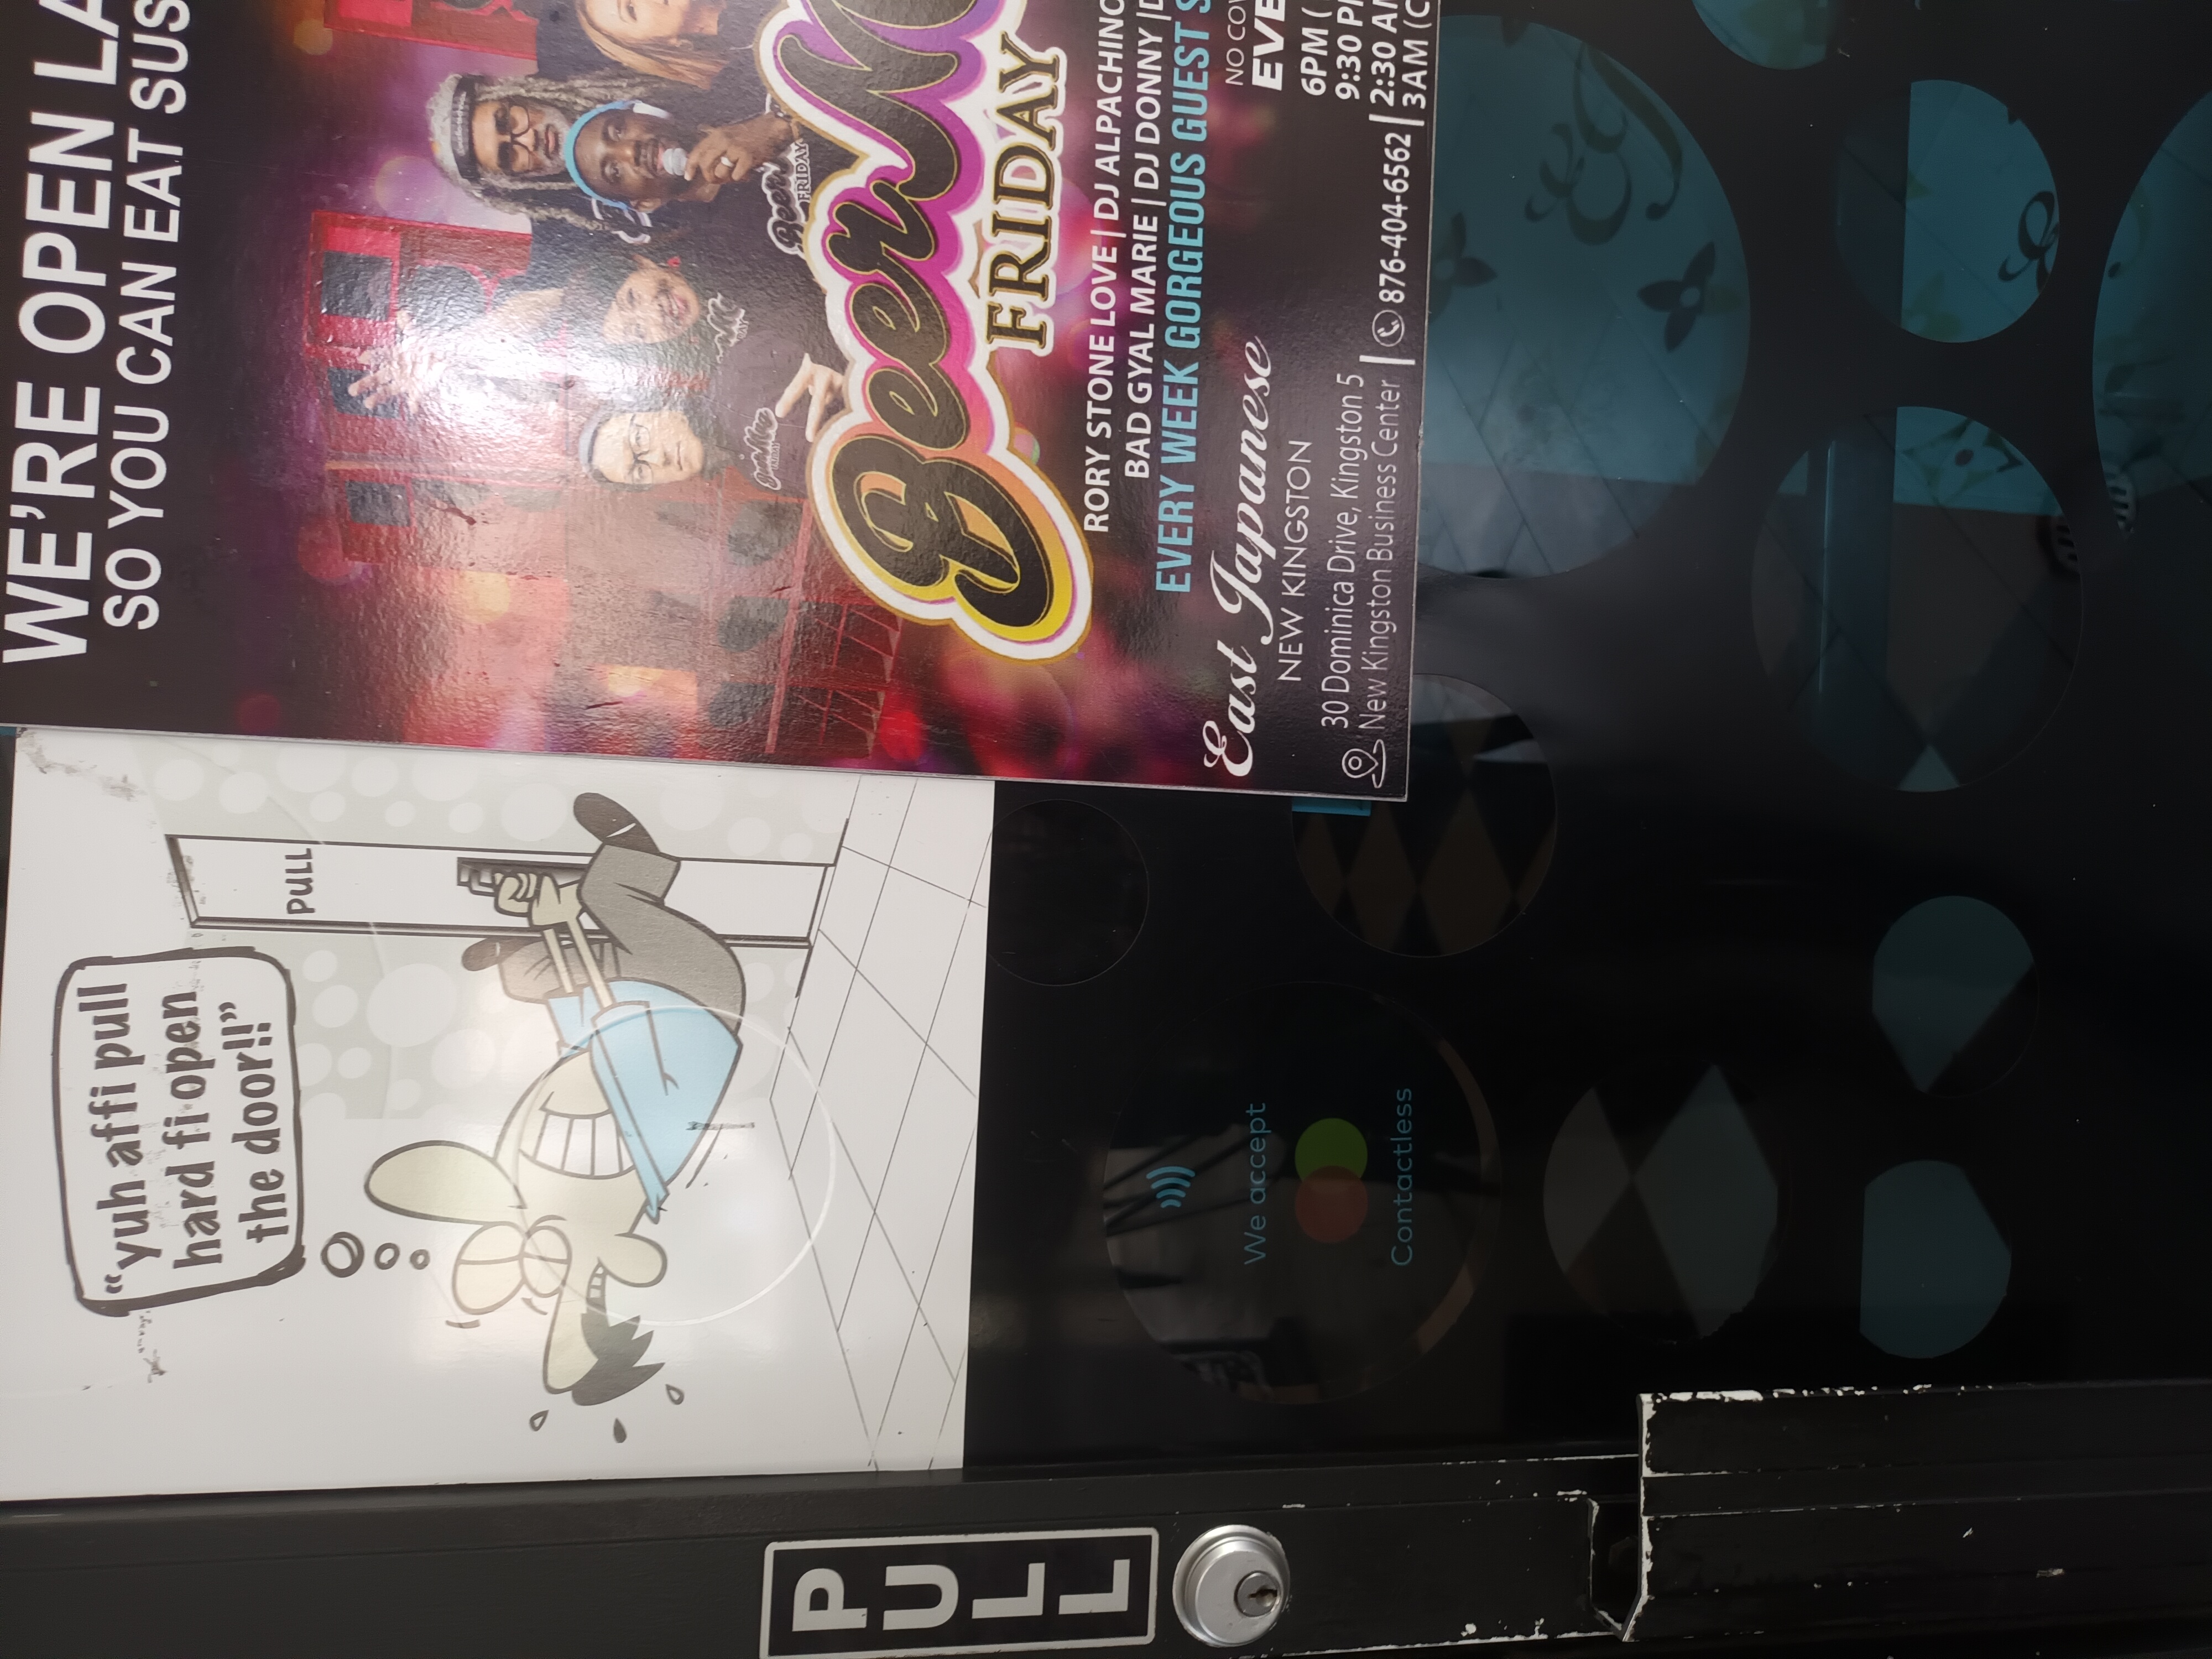 WE'RE OPEN LA
SO YOU CAN EAT SUS
Beer
FRIDAY
RORY STONE LOVE | DJ ALPACHINO
BAD GYAL MARIE | DJ DONNY |D
EVERY WEEK GORGEOUS GUEST S
NO COV
EVE
6PM (
9:30 P
2:30 AM
3AM (C
East Japanese
NEW KINGSTON
30 Dominica Drive, Kingston 5
New Kingston Business Center
876-404-6562
"yuh affi pull
hard fi open
the door!!"
PULL
We accept
Contactless
PULL